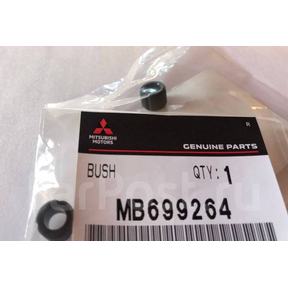 R
MITSUBISHI
MOTORS
GENUINE PARTS
BUSH QTY: 1
MB699264